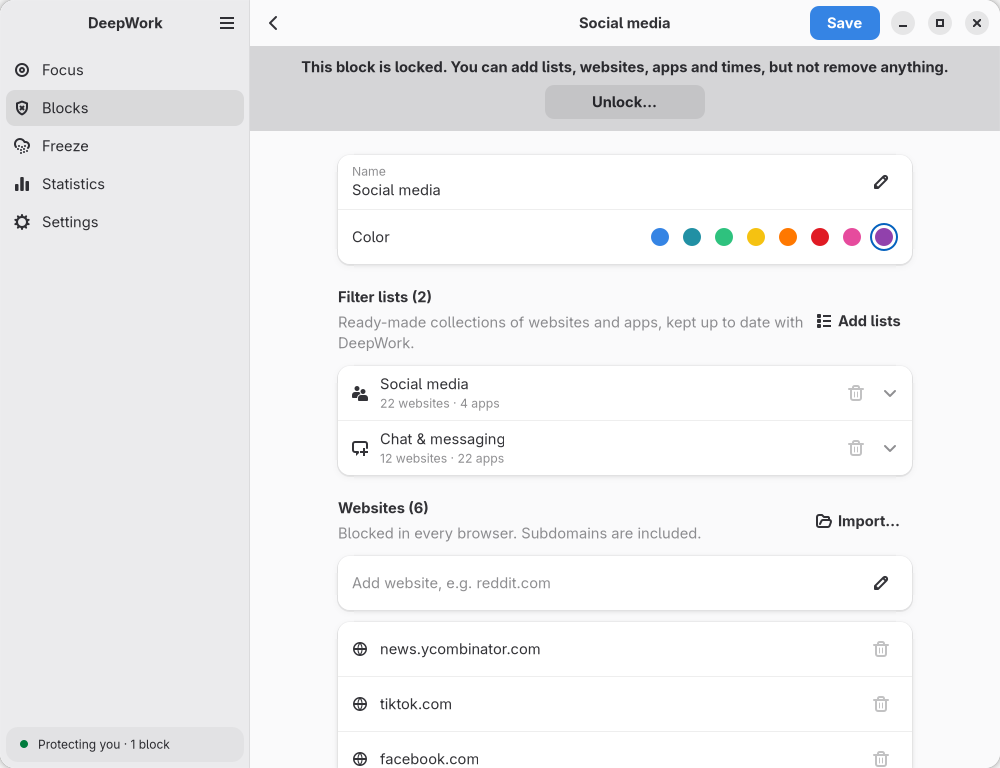 DeepWork
Focus
Blocks
Freeze
Statistics
Settings
Protecting you · 1 block
Social media
Save
This block is locked. You can add lists, websites, apps and times, but not remove anything.
Unlock...
Name
Social media
Color
Filter lists (2)
Ready-made collections of websites and apps, kept up to date with
DeepWork.
Add lists
Social media
22 websites · 4 apps
Chat & messaging
12 websites · 22 apps
Websites (6)
Blocked in every browser. Subdomains are included.
Import...
Add website, e.g. reddit.com
news.ycombinator.com
tiktok.com
facebook.com